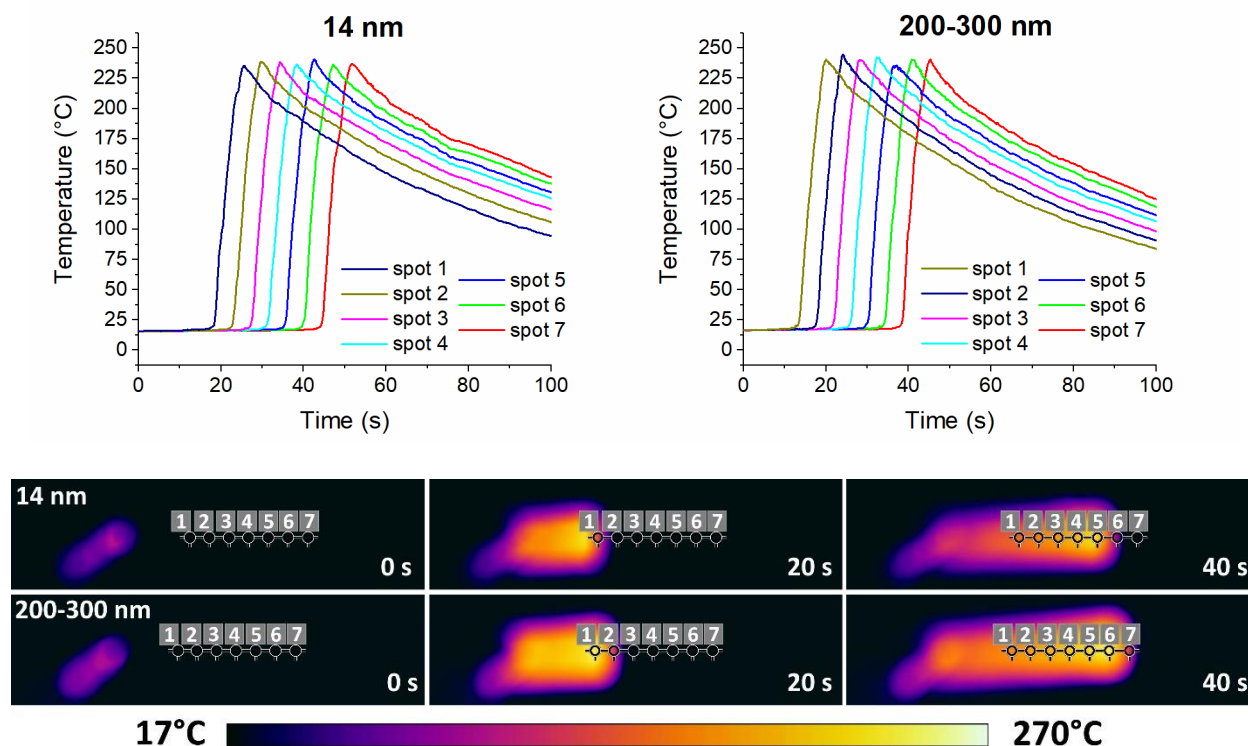 14 nm
250
225
200
175
150
125
100
75
50
25
0
Temperature (°C)
spot 1
spot 2
spot 3
spot 4
spot 5
spot 6
spot 7
0 20 40 60 80 100
Time (s)
200-300 nm
250
225
200
175
150
125
100
75
50
25
0
Temperature (°C)
spot 1
spot 2
spot 3
spot 4
spot 5
spot 6
spot 7
0 20 40 60 80 100
Time (s)
14 nm
1 2 3 4 5 6 7
0 s
1 2 3 4 5 6 7
20 s
1 2 3 4 5 6 7
40 s
200-300 nm
1 2 3 4 5 6 7
0 s
1 2 3 4 5 6 7
20 s
1 2 3 4 5 6 7
40 s
17°C 270°C